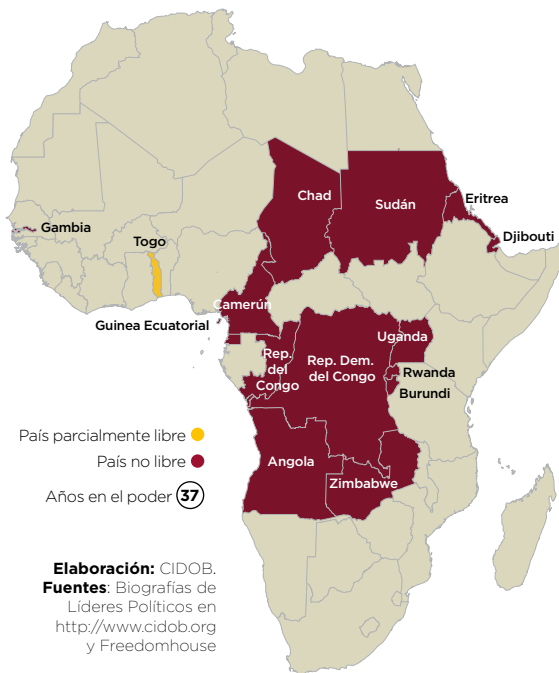 Chad
Sudán
Eritrea
Djibouti
Gambia
Togo
Camerún
Guinea Ecuatorial
Uganda
Rep.
del
Congo
Rep. Dem.
del Congo
Rwanda
Burundi
País parcialmente libre
País no libre
Años en el poder 37
Angola
Zimbabwe
Elaboración: CIDOB.
Fuentes: Biografías de
Líderes Políticos en
http://www.cidob.org
y Freedomhouse